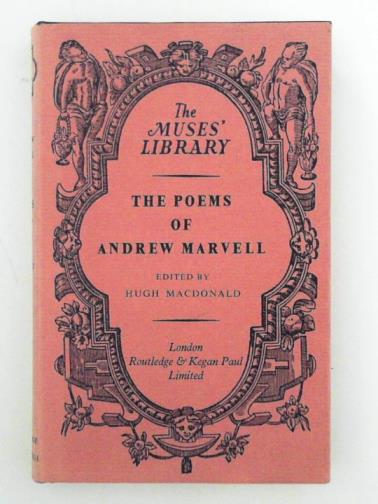 The
MUSES'
LIBRARY
THE POEMS
OF
ANDREW MARVELL
EDITED BY
HUGH MACDONALD
London
Routledge & Kegan Paul
Limited